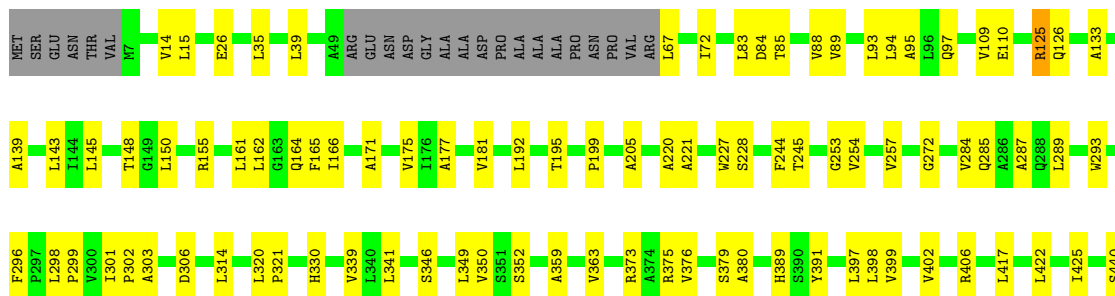 MET SER GLU ASN THR VAL M7 V14 L15 E26 L35 L39 A49 ARG GLU ASN ASP GLY ALA ALA ASP PRO ALA ALA ALA PRO ASN PRO VAL ARG L67 I72 L83 D84 T85 V88 V89 L93 L94 A95 L96 Q97 V109 E110 R125 Q126 A133
A139 L143 I144 L145 T148 G149 L150 R155 L161 L162 G163 Q164 F165 I166 A171 V175 I176 A177 V181 L192 T195 P199 A205 A220 A221 W227 S228 F244 T245 G253 V254 V257 G272 V284 Q285 A286 A287 Q288 L289 W293
F296 P297 L298 P299 V300 I301 P302 A303 D306 L314 L320 P321 H330 V339 L340 L341 S346 L349 V350 S351 S352 A359 V363 R373 A374 R375 V376 S379 A380 H389 S390 Y391 L397 L398 V399 V402 R406 L417 L422 I425